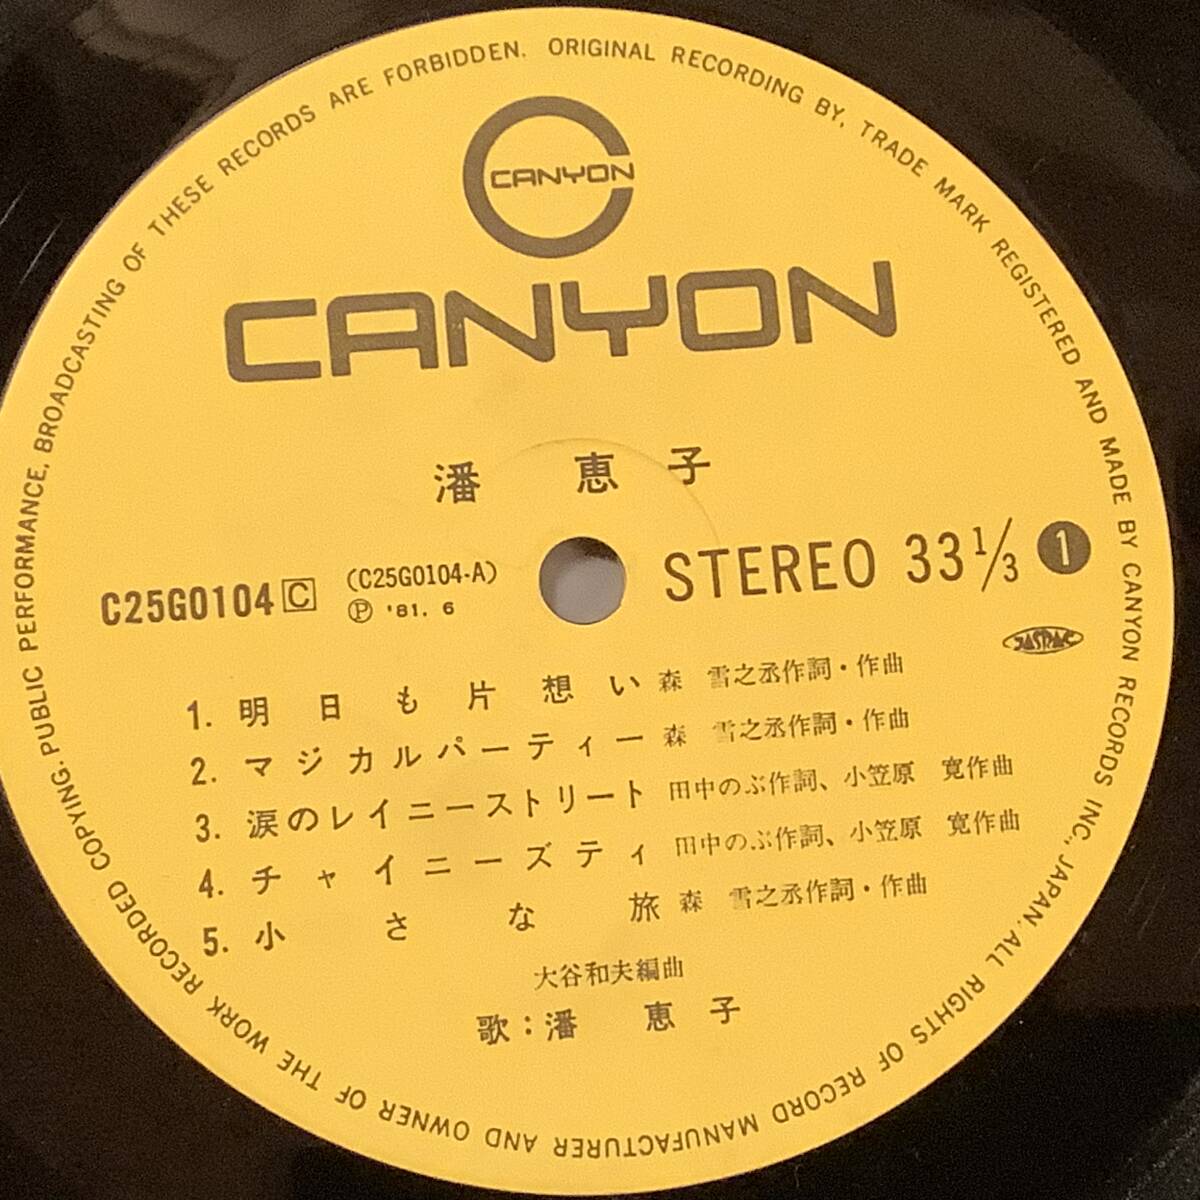 ORIGINAL RECORDING BY, TRADE MARK REGISTERED AND MADE BY CANYON RECORDS INC., JAPAN. ALL RIGHTS OF RECORD MANUFACTURER AND OWNER OF THE WORK RECORDED COPYING. PUBLIC PERFORMANCE, BROADCASTING OF THESE RECORDS ARE FORBIDDEN.
CANYON
CANYON
潘 恵 子
C25G0104 C (C25G0104-A) STEREO 33 1/3 1
Ⓟ '81. 6
JASRAC
1. 明日も片想い 森 雪之丞作詞・作曲
2. マジカルパーティー 森 雪之丞作詞・作曲
3. 涙のレイニーストリート 田中のぶ作詞、小笠原 寛作曲
4. チャイニーズティ 田中のぶ作詞、小笠原 寛作曲
5. 小さな旅 森 雪之丞作詞・作曲
大谷和夫編曲
歌：潘 恵 子